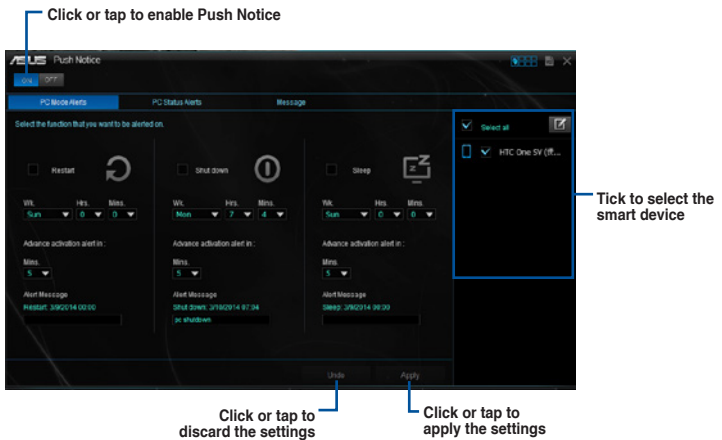 Click or tap to enable Push Notice
ASUS Push Notice
ON OFF
PC Mode Alerts PC Status Alerts Message
Select the function that you want to be alerted on.
Select all
HTC One SV
Restart Shut down Sleep
Wk. Hrs. Mins. Wk. Hrs. Mins. Wk. Hrs. Mins.
Sun 0 0 Mon 7 4 Sun 0 0
Tick to select the
smart device
Advance activation alert in : Advance activation alert in : Advance activation alert in :
Mins. Mins. Mins.
5 5 5
Alert Message Alert Message Alert Message
Restart: 3/9/2014 00:00 Shut down: 3/10/2014 07:04 Sleep: 3/9/2014 00:00
pc shutdown
Undo Apply
Click or tap to
discard the settings
Click or tap to
apply the settings